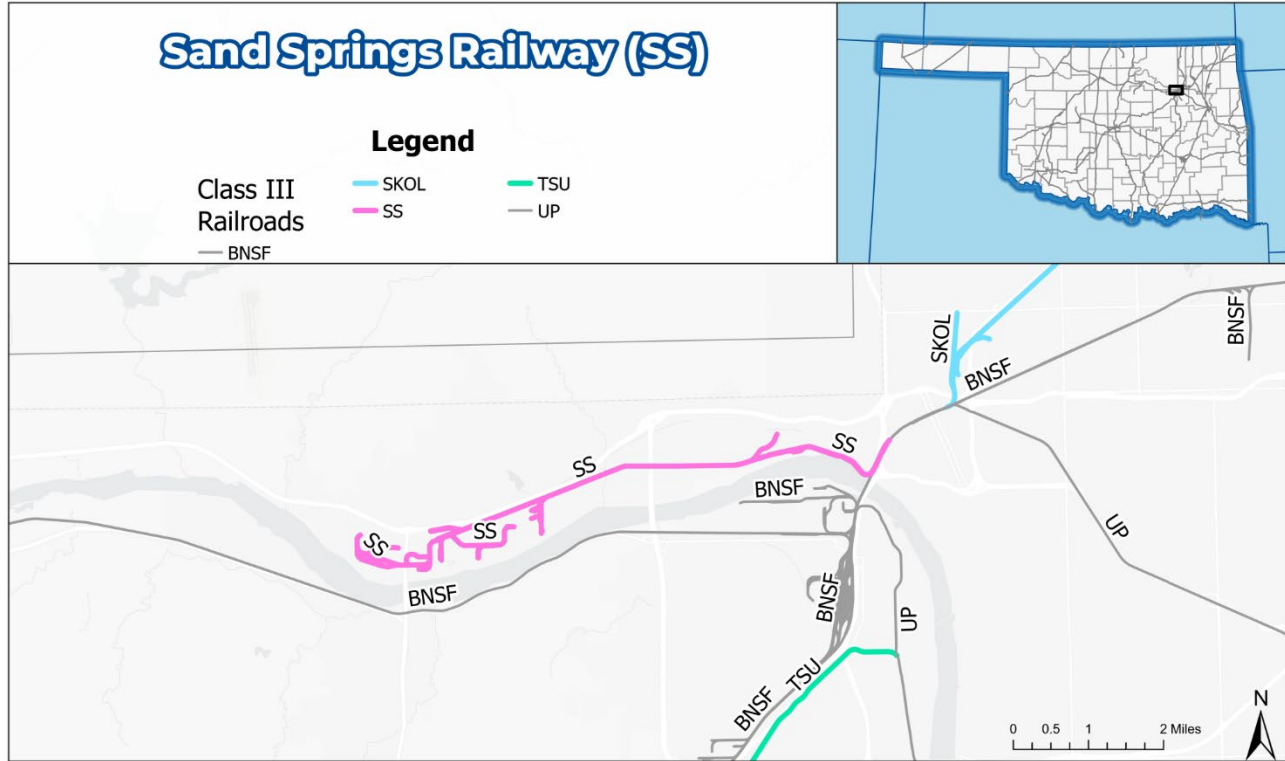 Sand Springs Railway (SS)
Legend
Class III
Railroads
BNSF
SKOL
SS
TSU
UP
SKOL
BNSF
BNSF
SS
SS
BNSF
SS
SS
BNSF
UP
BNSF
UP
TSU
BNSF
N
0 0.5 1 2 Miles